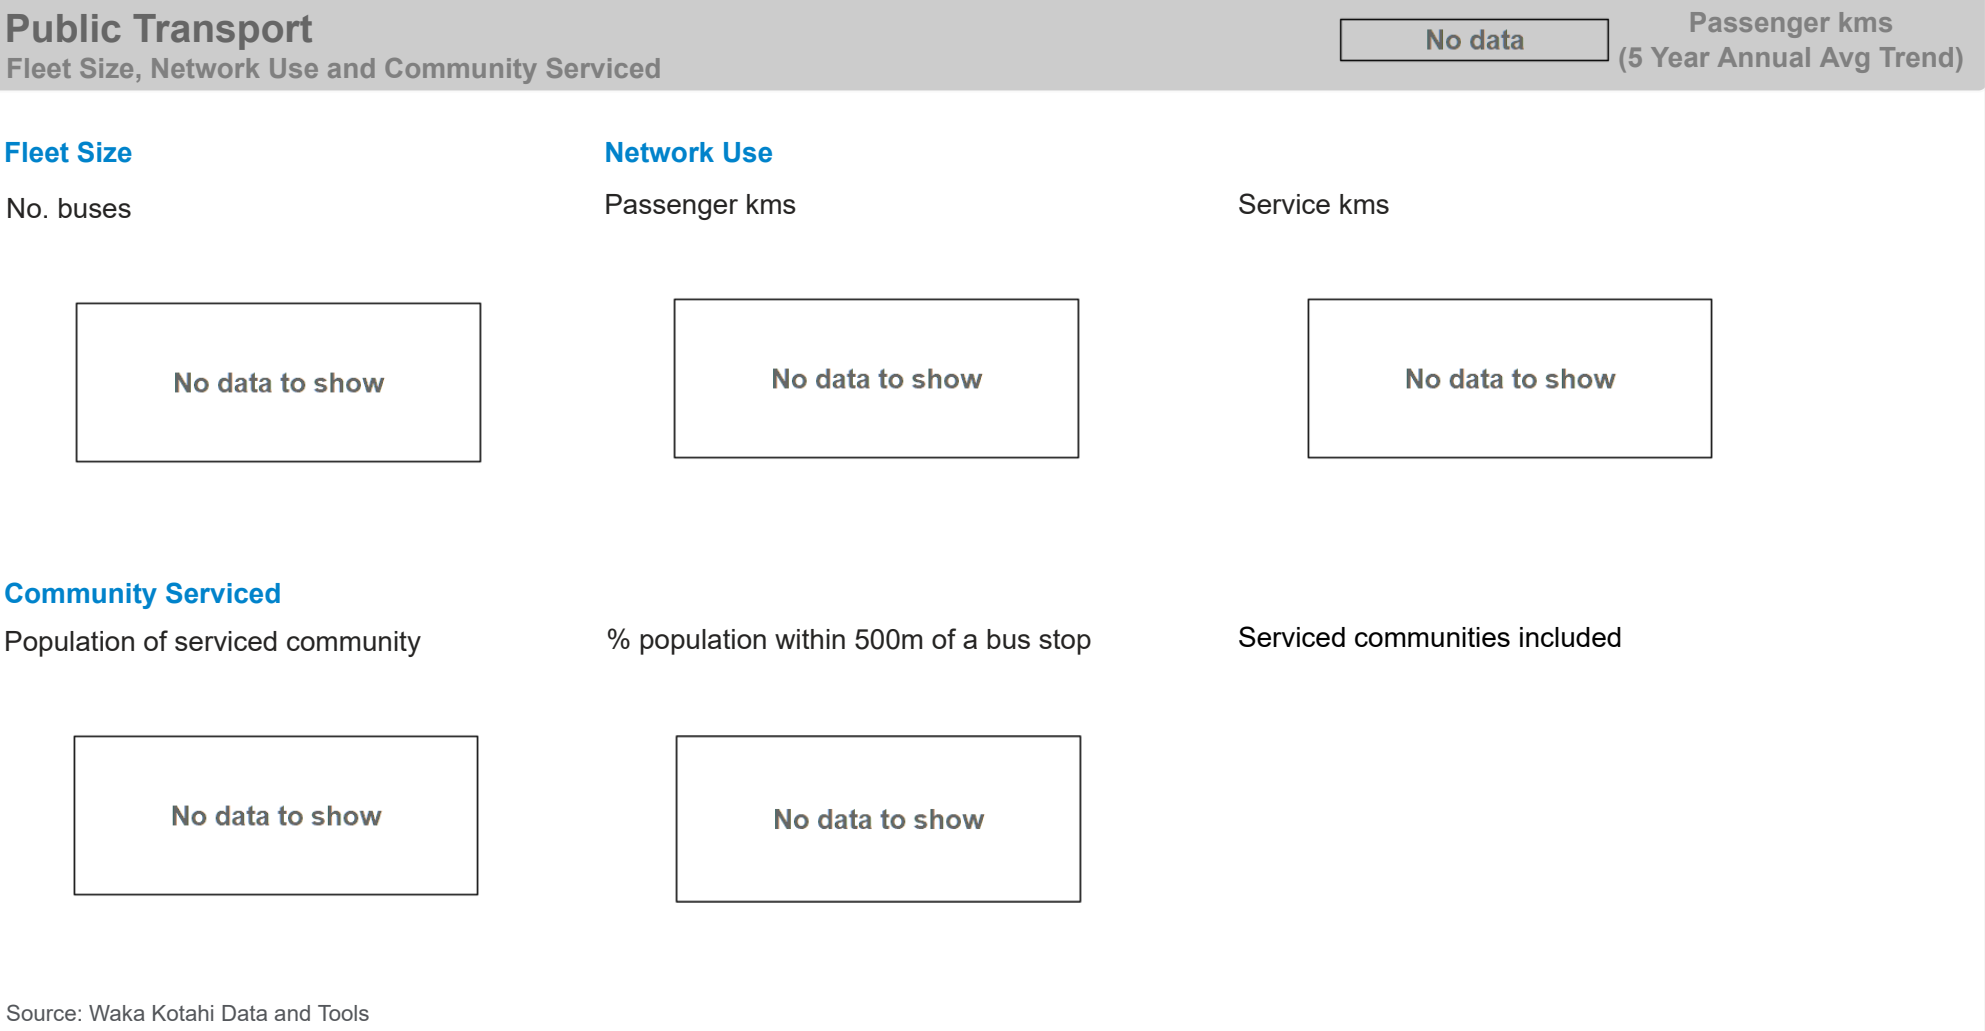 Public Transport
Fleet Size, Network Use and Community Serviced
No data
Passenger kms
(5 Year Annual Avg Trend)
Fleet Size
Network Use
No. buses
Passenger kms
Service kms
No data to show
No data to show
No data to show
Community Serviced
Population of serviced community
% population within 500m of a bus stop
Serviced communities included
No data to show
No data to show
Source: Waka Kotahi Data and Tools